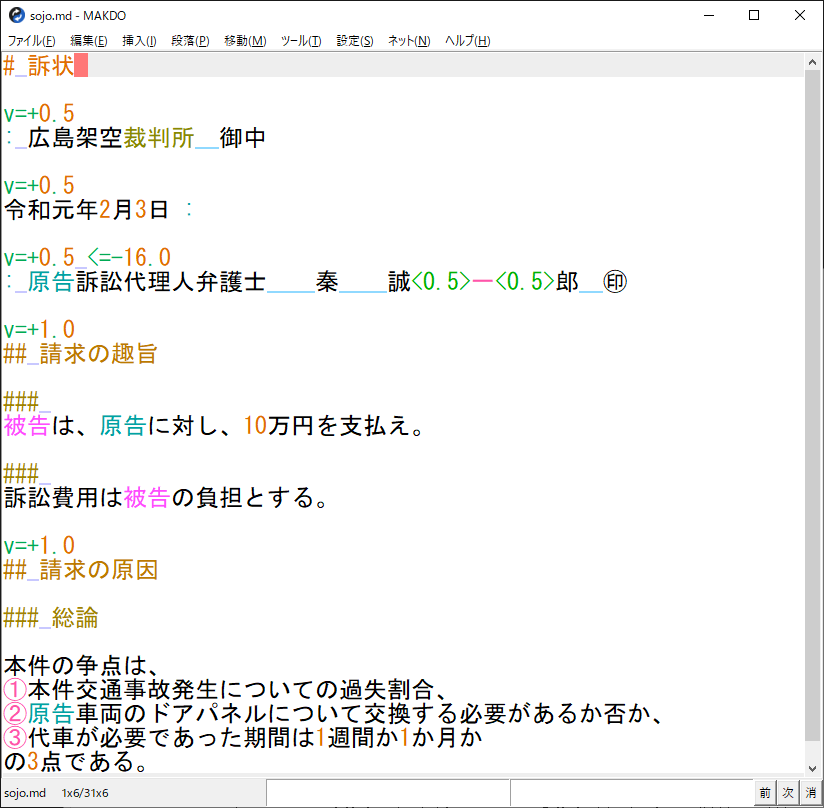 sojo.md - MAKDO
ファイル(F) 編集(E) 挿入(I) 段落(P) 移動(M) ツール(T) 設定(S) ネット(N) ヘルプ(H)
#_訴状
v=+0.5
:_広島架空裁判所__御中
v=+0.5
令和元年2月3日 :
v=+0.5_<=-16.0
:_原告訴訟代理人弁護士____秦____誠<0.5>一<0.5>郎__㊞
v=+1.0
##_請求の趣旨
###_
被告は、原告に対し、10万円を支払え。
###_
訴訟費用は被告の負担とする。
v=+1.0
##_請求の原因
###_総論
本件の争点は、
①本件交通事故発生についての過失割合、
②原告車両のドアパネルについて交換する必要があるか否か、
③代車が必要であった期間は1週間か1か月か
の3点である。
sojo.md 1x6/31x6 前 次 消